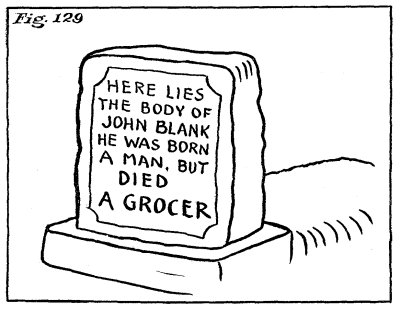 Fig. 129
HERE LIES
THE BODY OF
JOHN BLANK
HE WAS BORN
A MAN, BUT
DIED
A GROCER